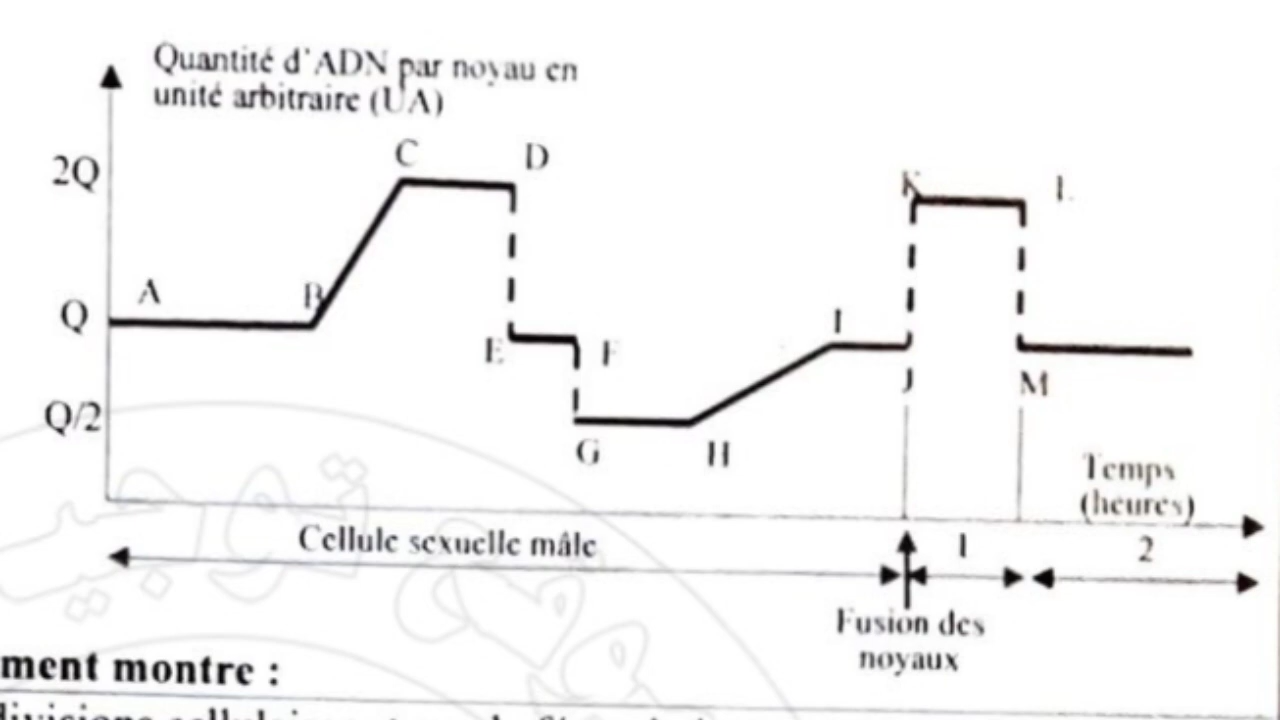 Quantité d'ADN par noyau en
unité arbitraire (UA)
C
D
2Q
K
L
A
B
Q
I
E
F
J
M
Q/2
G
H
Temps
(heures)
Cellule sexuelle mâle
1
2
Fusion des
noyaux
ment montre :